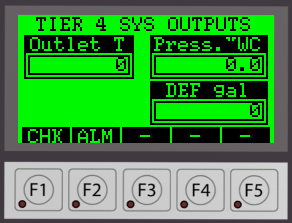 TIER 4 SYS OUTPUTS
Outlet T Press."WC
0 0.0
DEF gal
0
CHK ALM - - -
F1 F2 F3 F4 F5